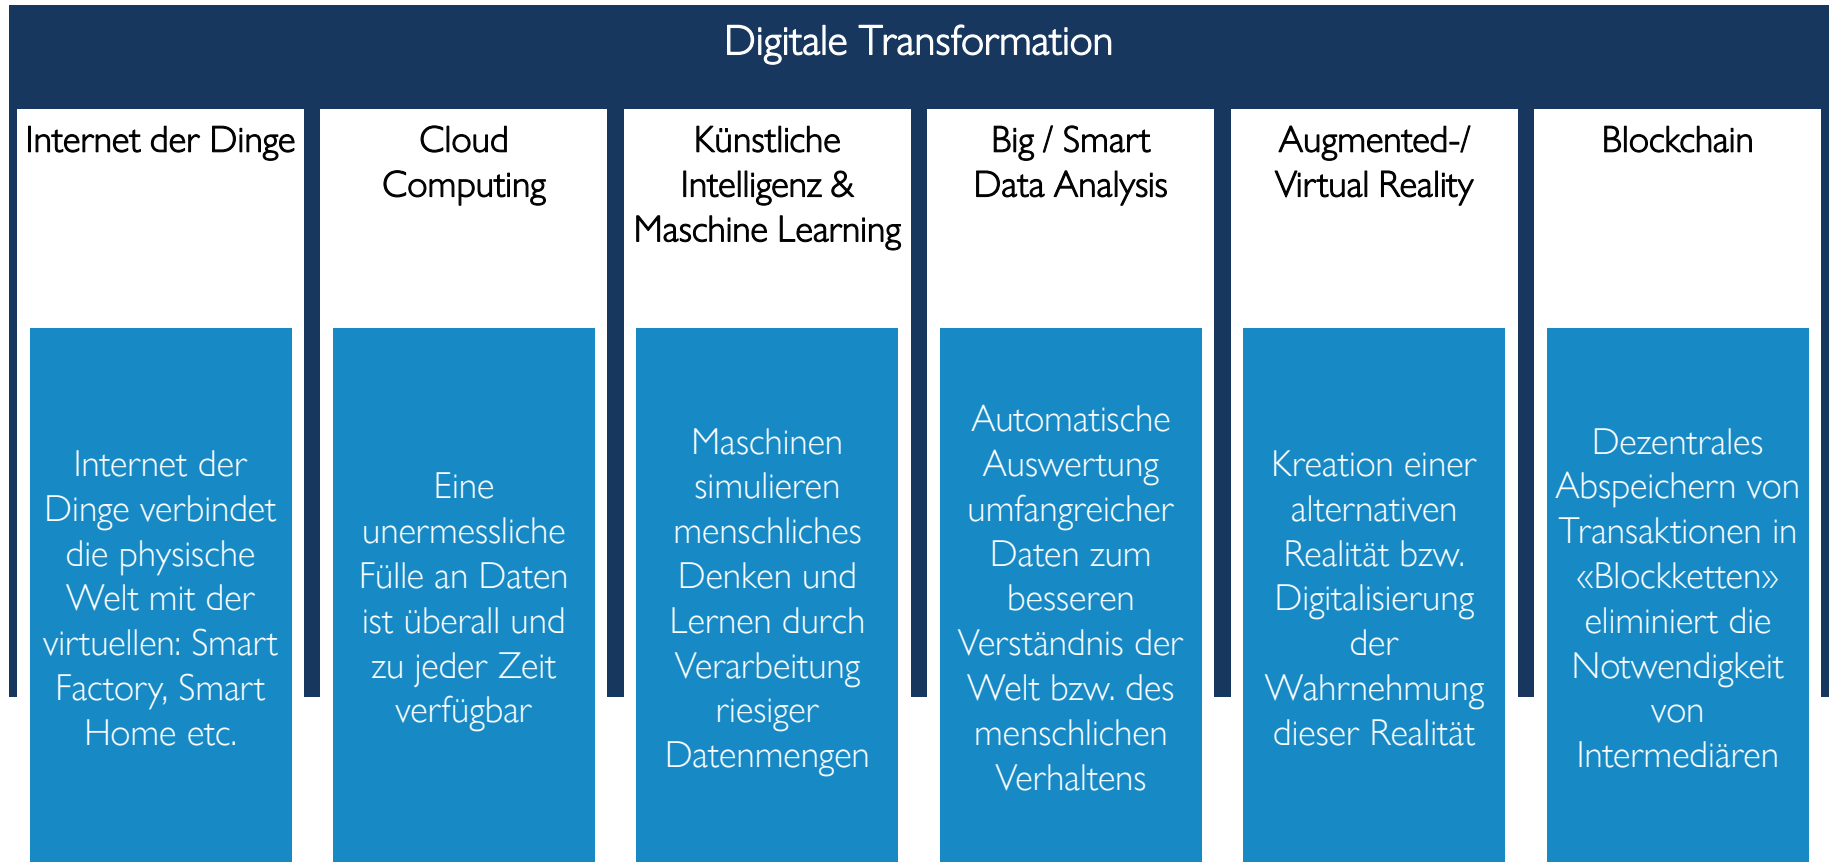 Digitale Transformation
Internet der Dinge
Internet der
Dinge verbindet
die physische
Welt mit der
virtuellen: Smart
Factory, Smart
Home etc.
Cloud
Computing
Eine
unermessliche
Fülle an Daten
ist überall und
zu jeder Zeit
verfügbar
Künstliche
Intelligenz &
Maschine Learning
Maschinen
simulieren
menschliches
Denken und
Lernen durch
Verarbeitung
riesiger
Datenmengen
Big / Smart
Data Analysis
Automatische
Auswertung
umfangreicher
Daten zum
besseren
Verständnis der
Welt bzw. des
menschlichen
Verhaltens
Augmented-/
Virtual Reality
Kreation einer
alternativen
Realität bzw.
Digitalisierung
der
Wahrnehmung
dieser Realität
Blockchain
Dezentrales
Abspeichern von
Transaktionen in
«Blockketten»
eliminiert die
Notwendigkeit
von
Intermediären